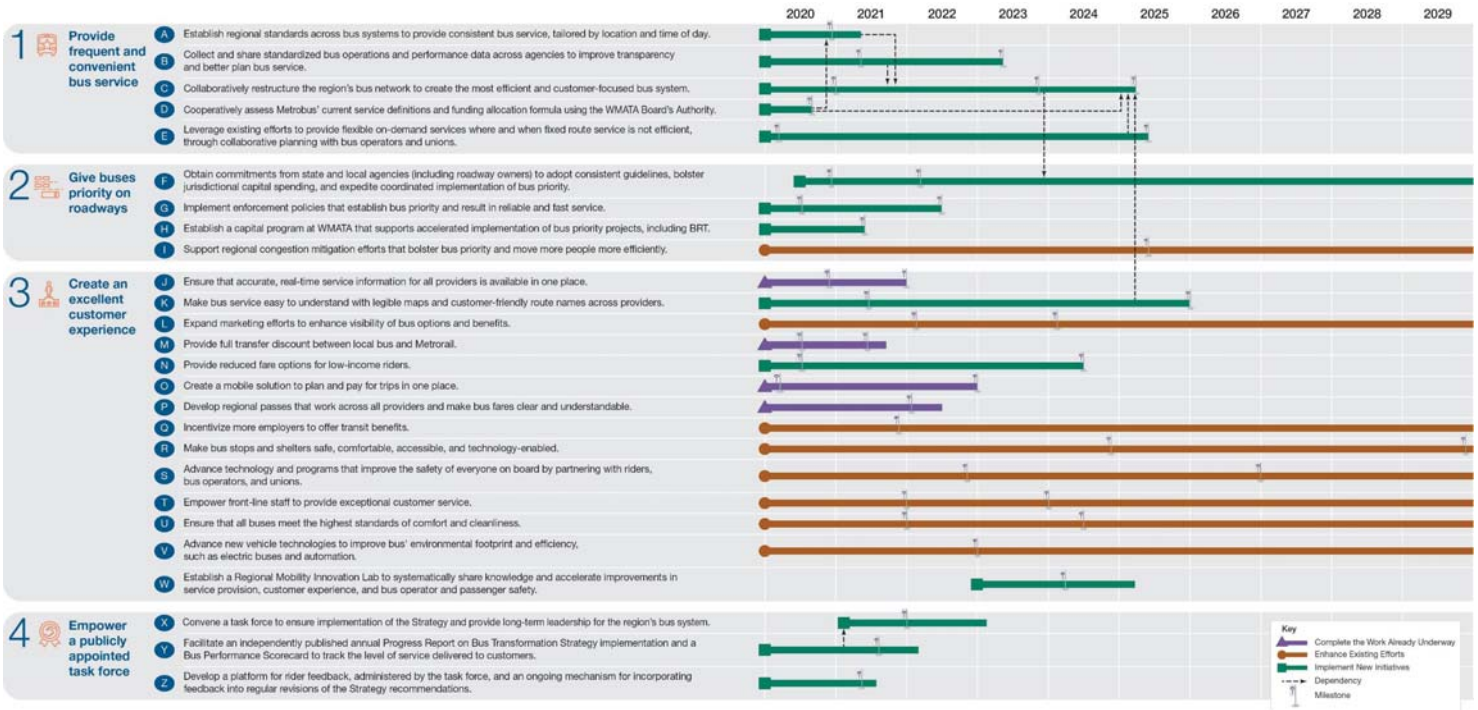 2020 2021 2022 2023 2024 2025 2026 2027 2028 2029
1 Provide
frequent and
convenient
bus service
A Establish regional standards across bus systems to provide consistent bus service, tailored by location and time of day.
B Collect and share standardized bus operations and performance data across agencies to improve transparency
and better plan bus service.
C Collaboratively restructure the region's bus network to create the most efficient and customer-focused bus system.
D Cooperatively assess Metrobus' current service definitions and funding allocation formula using the WMATA Board's Authority.
E Leverage existing efforts to provide flexible on-demand services where and when fixed route service is not efficient,
through collaborative planning with bus operators and unions.
2 Give buses
priority on
roadways
F Obtain commitments from state and local agencies (including roadway owners) to adopt consistent guidelines, bolster
jurisdictional capital spending, and expedite coordinated implementation of bus priority.
G Implement enforcement policies that establish bus priority and result in reliable and fast service.
H Establish a capital program at WMATA that supports accelerated implementation of bus priority projects, including BRT.
I Support regional congestion mitigation efforts that bolster bus priority and move more people more efficiently.
3 Create an
excellent
customer
experience
J Ensure that accurate, real-time service information for all providers is available in one place.
K Make bus service easy to understand with legible maps and customer-friendly route names across providers.
L Expand marketing efforts to enhance visibility of bus options and benefits.
M Provide full transfer discount between local bus and Metrorail.
N Provide reduced fare options for low-income riders.
O Create a mobile solution to plan and pay for trips in one place.
P Develop regional passes that work across all providers and make bus fares clear and understandable.
Q Incentivize more employers to offer transit benefits.
R Make bus stops and shelters safe, comfortable, accessible, and technology-enabled.
S Advance technology and programs that improve the safety of everyone on board by partnering with riders,
bus operators, and unions.
T Empower front-line staff to provide exceptional customer service.
U Ensure that all buses meet the highest standards of comfort and cleanliness.
V Advance new vehicle technologies to improve bus' environmental footprint and efficiency,
such as electric buses and automation.
W Establish a Regional Mobility Innovation Lab to systematically share knowledge and accelerate improvements in
service provision, customer experience, and bus operator and passenger safety.
4 Empower
a publicly
appointed
task force
X Convene a task force to ensure implementation of the Strategy and provide long-term leadership for the region's bus system.
Y Facilitate an independently published annual Progress Report on Bus Transformation Strategy implementation and a
Bus Performance Scorecard to track the level of service delivered to customers.
Z Develop a platform for rider feedback, administered by the task force, and an ongoing mechanism for incorporating
feedback into regular revisions of the Strategy recommendations.
Key
Complete the Work Already Underway
Enhance Existing Efforts
Implement New Initiatives
Dependency
Milestone